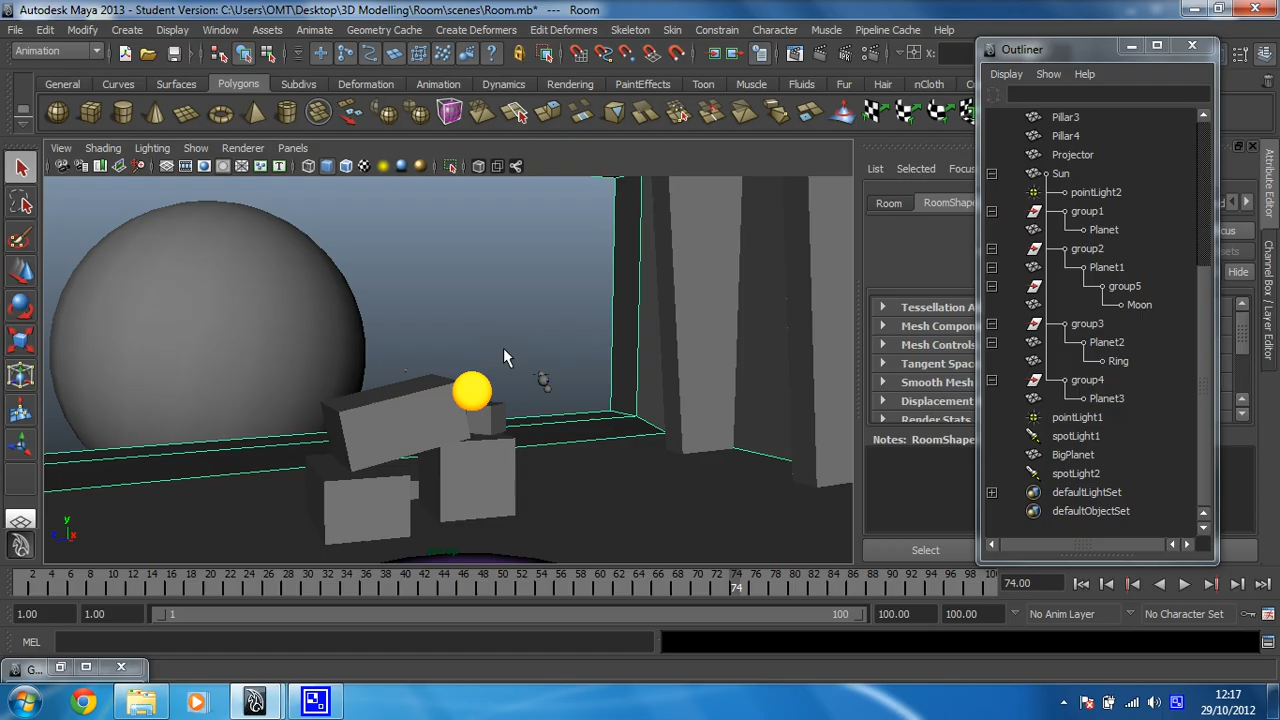 Autodesk Maya 2013 - Student Version: C:\Users\OMT\Desktop\3D Modelling\Room\scenes\Room.mb* --- Room
File Edit Modify Create Display Window Assets Animate Geometry Cache Create Deformers Edit Deformers Skeleton Skin Constrain Character Muscle Pipeline Cache Help
Animation
General Curves Surfaces Polygons Subdivs Deformation Animation Dynamics Rendering PaintEffects Toon Muscle Fluids Fur Hair nCloth
View Shading Lighting Show Renderer Panels
y
x
List Selected Focus
Room RoomShape
Hide
Tessellation A
Mesh Compon
Mesh Controls
Tangent Spac
Smooth Mesh
Displacement
Render Stats
Notes: RoomShape
Select
Outliner
Display Show Help
Pillar3
Pillar4
Projector
Sun
pointLight2
group1
Planet
group2
Planet1
group5
Moon
group3
Planet2
Ring
group4
Planet3
pointLight1
spotLight1
BigPlanet
spotLight2
defaultLightSet
defaultObjectSet
Attribute Editor
Channel Box / Layer Editor
2 4 6 8 10 12 14 16 18 20 22 24 26 28 30 32 34 36 38 40 42 44 46 48 50 52 54 56 58 60 62 64 66 68 70 72 74 76 78 80 82 84 86 88 90 92 94 96 98 100
74
74.00
1.00 1.00 1 100 100.00 100.00 No Anim Layer No Character Set
MEL
G...
12:17
29/10/2012